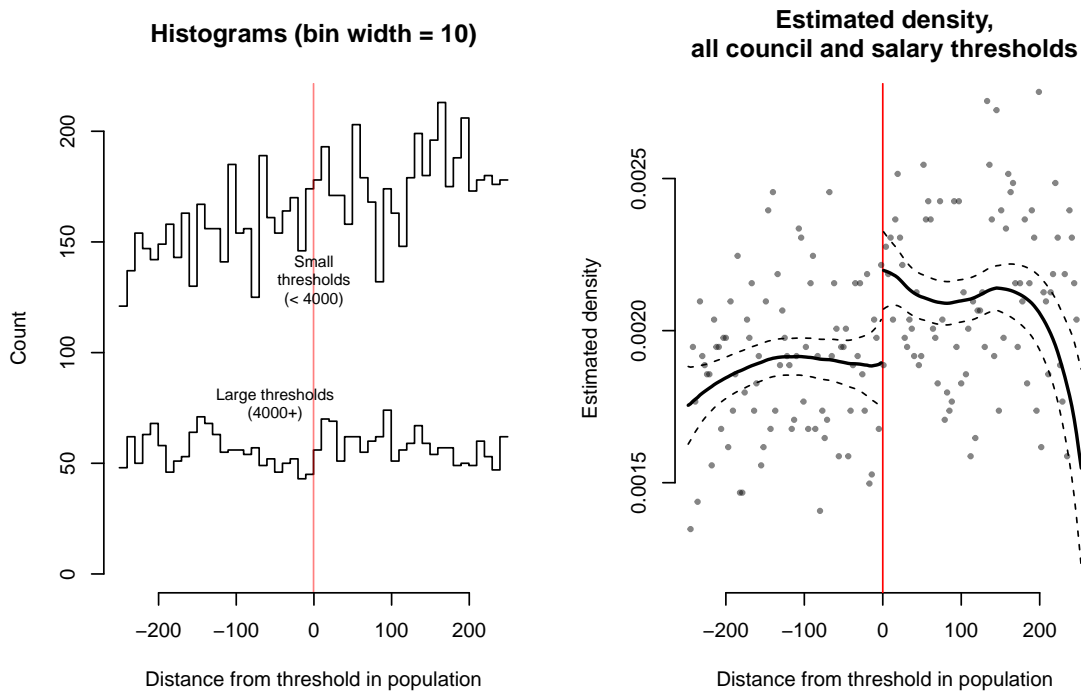 Histograms (bin width = 10)
Count
200
150
100
50
0
Small
thresholds
(< 4000)
Large thresholds
(4000+)
−200 −100 0 100 200
Distance from threshold in population
Estimated density,
all council and salary thresholds
Estimated density
0.0025
0.0020
0.0015
−200 −100 0 100 200
Distance from threshold in population